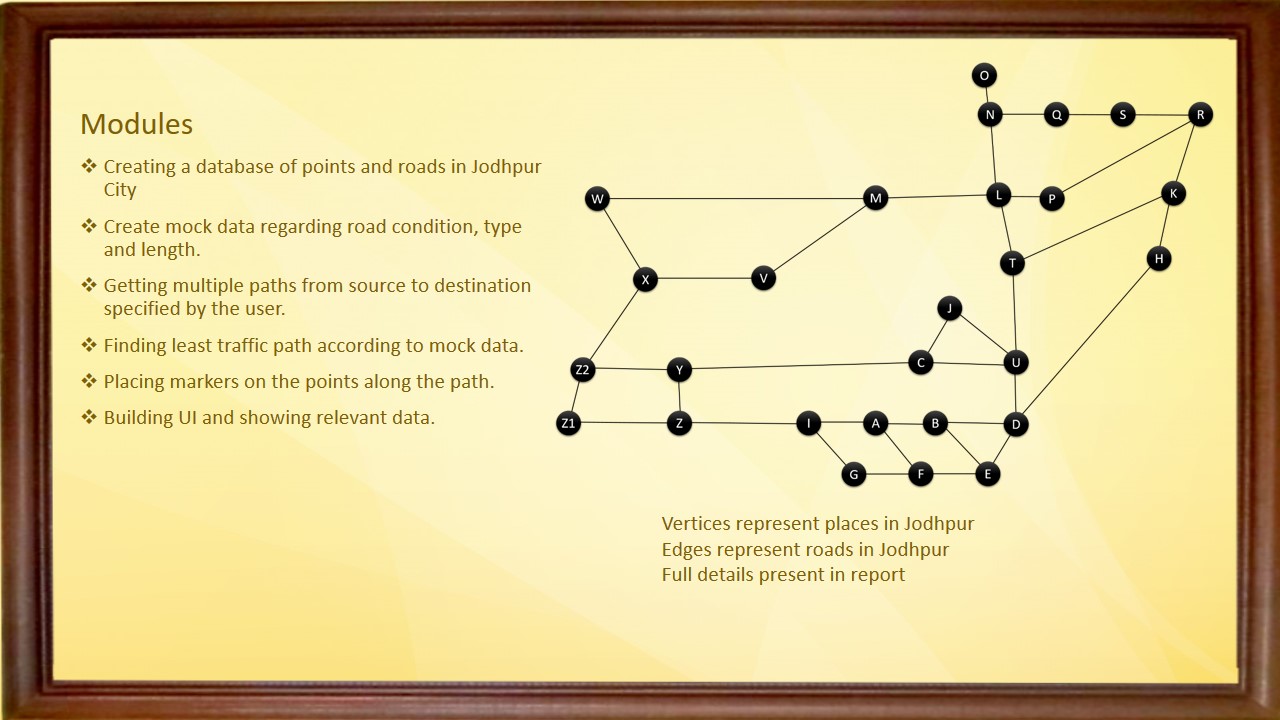 Modules
❖ Creating a database of points and roads in Jodhpur
City
❖ Create mock data regarding road condition, type
and length.
❖ Getting multiple paths from source to destination
specified by the user.
❖ Finding least traffic path according to mock data.
❖ Placing markers on the points along the path.
❖ Building UI and showing relevant data.
O
N Q S R
W M L P K
X V T H
J
Z2 Y C U
Z1 Z I A B D
G F E
Vertices represent places in Jodhpur
Edges represent roads in Jodhpur
Full details present in report